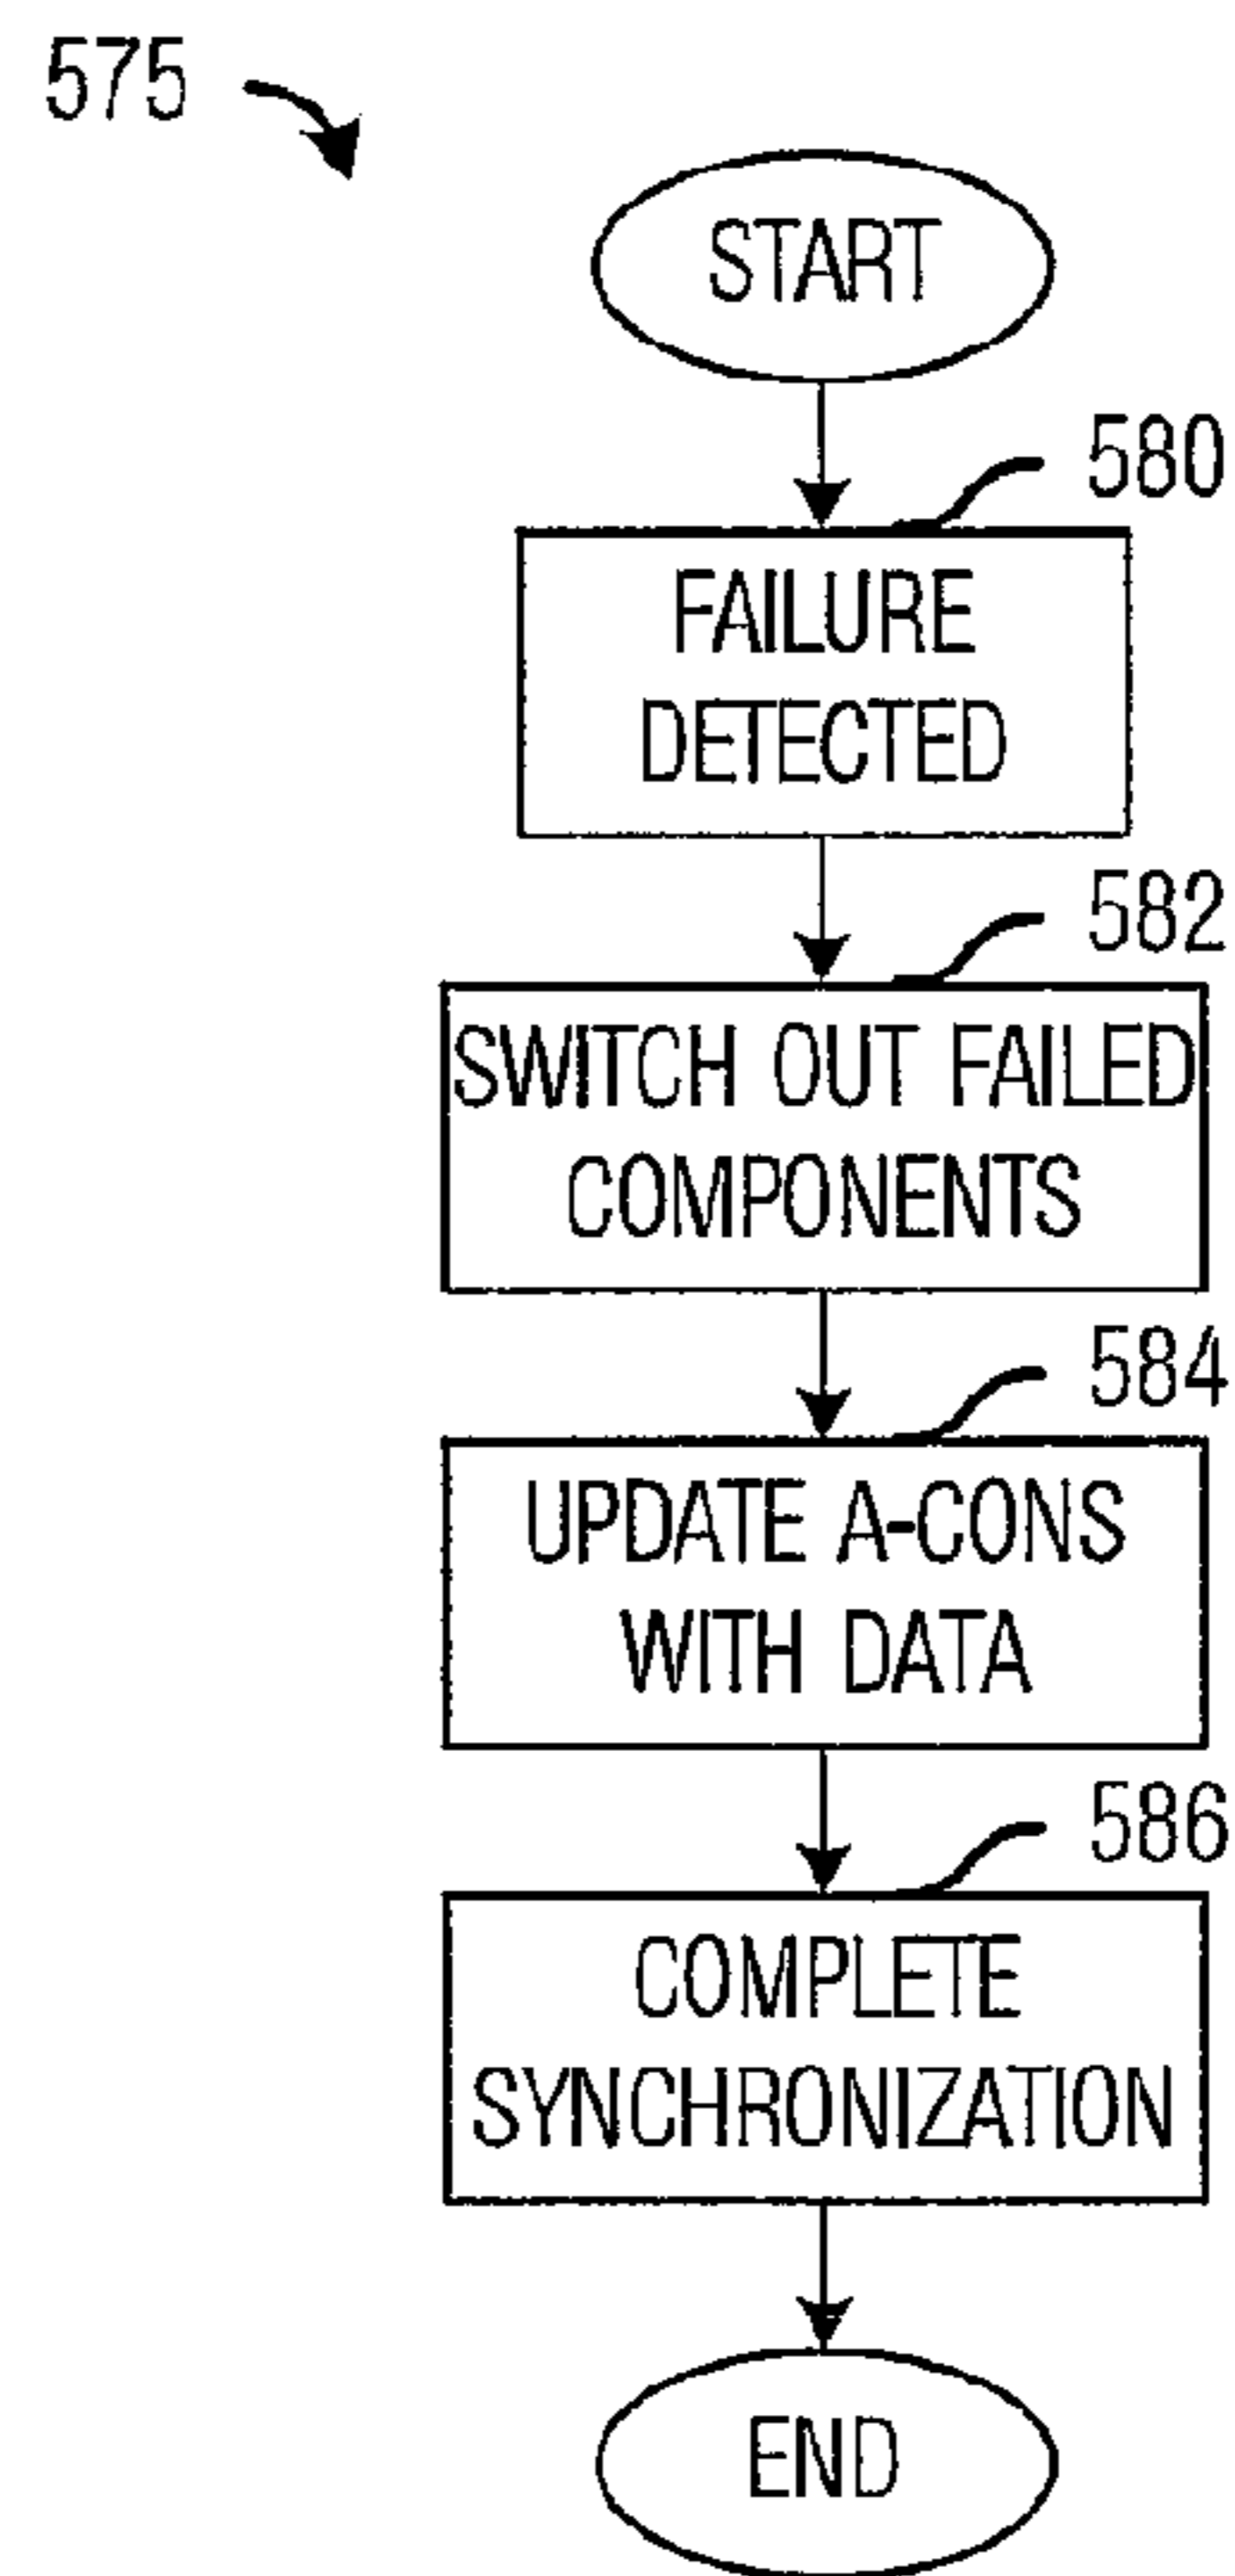 575
START
580
FAILURE
DETECTED
582
SWITCH OUT FAILED
COMPONENTS
584
UPDATE A-CONS
WITH DATA
586
COMPLETE
SYNCHRONIZATION
END